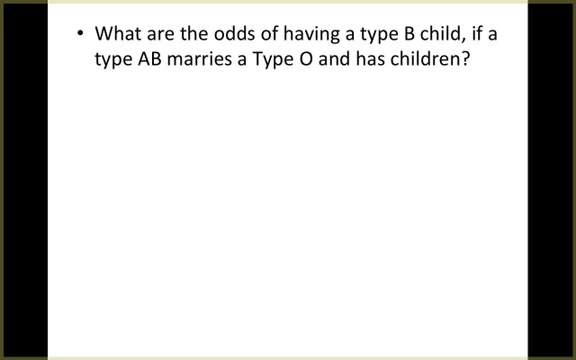 • What are the odds of having a type B child, if a
type AB marries a Type O and has children?